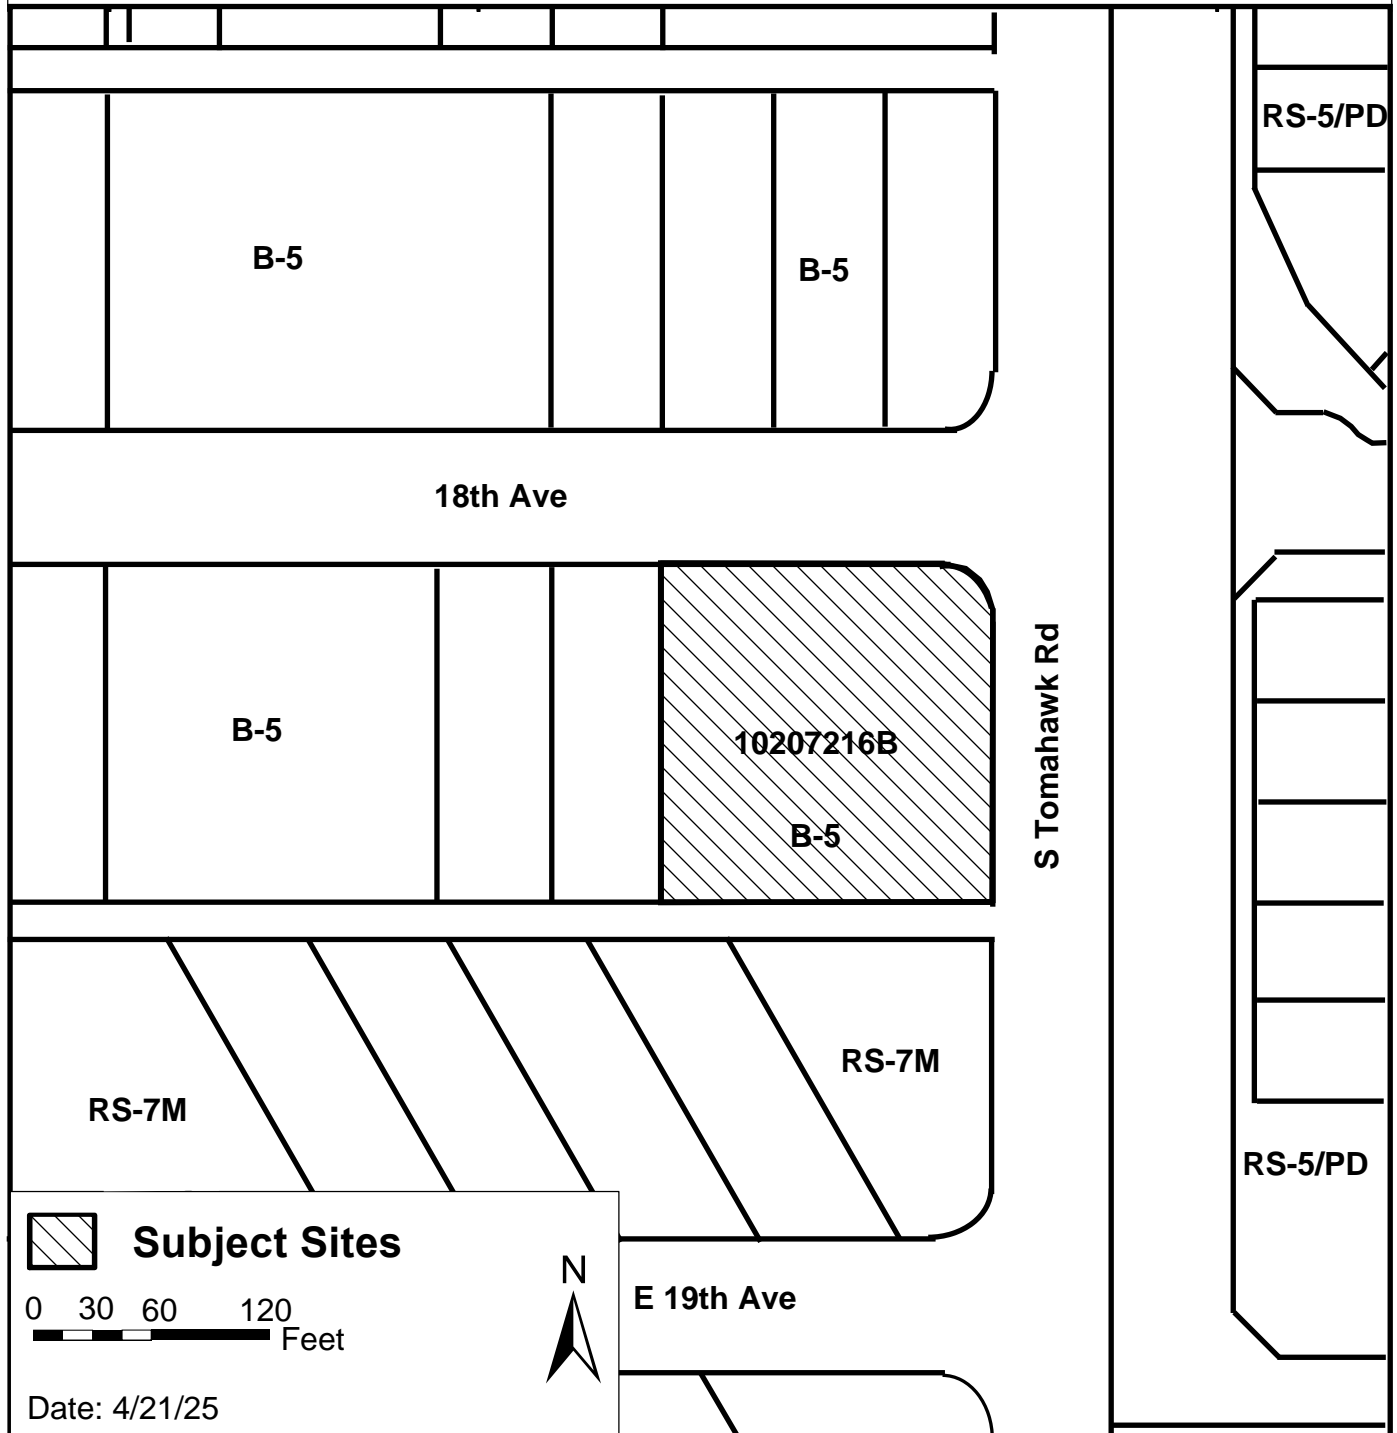 RS-5/PD
B-5
B-5
18th Ave
B-5
10207216B
B-5
S Tomahawk Rd
RS-7M
RS-7M
RS-5/PD
Subject Sites
N
0 30 60 120
Feet
E 19th Ave
Date: 4/21/25